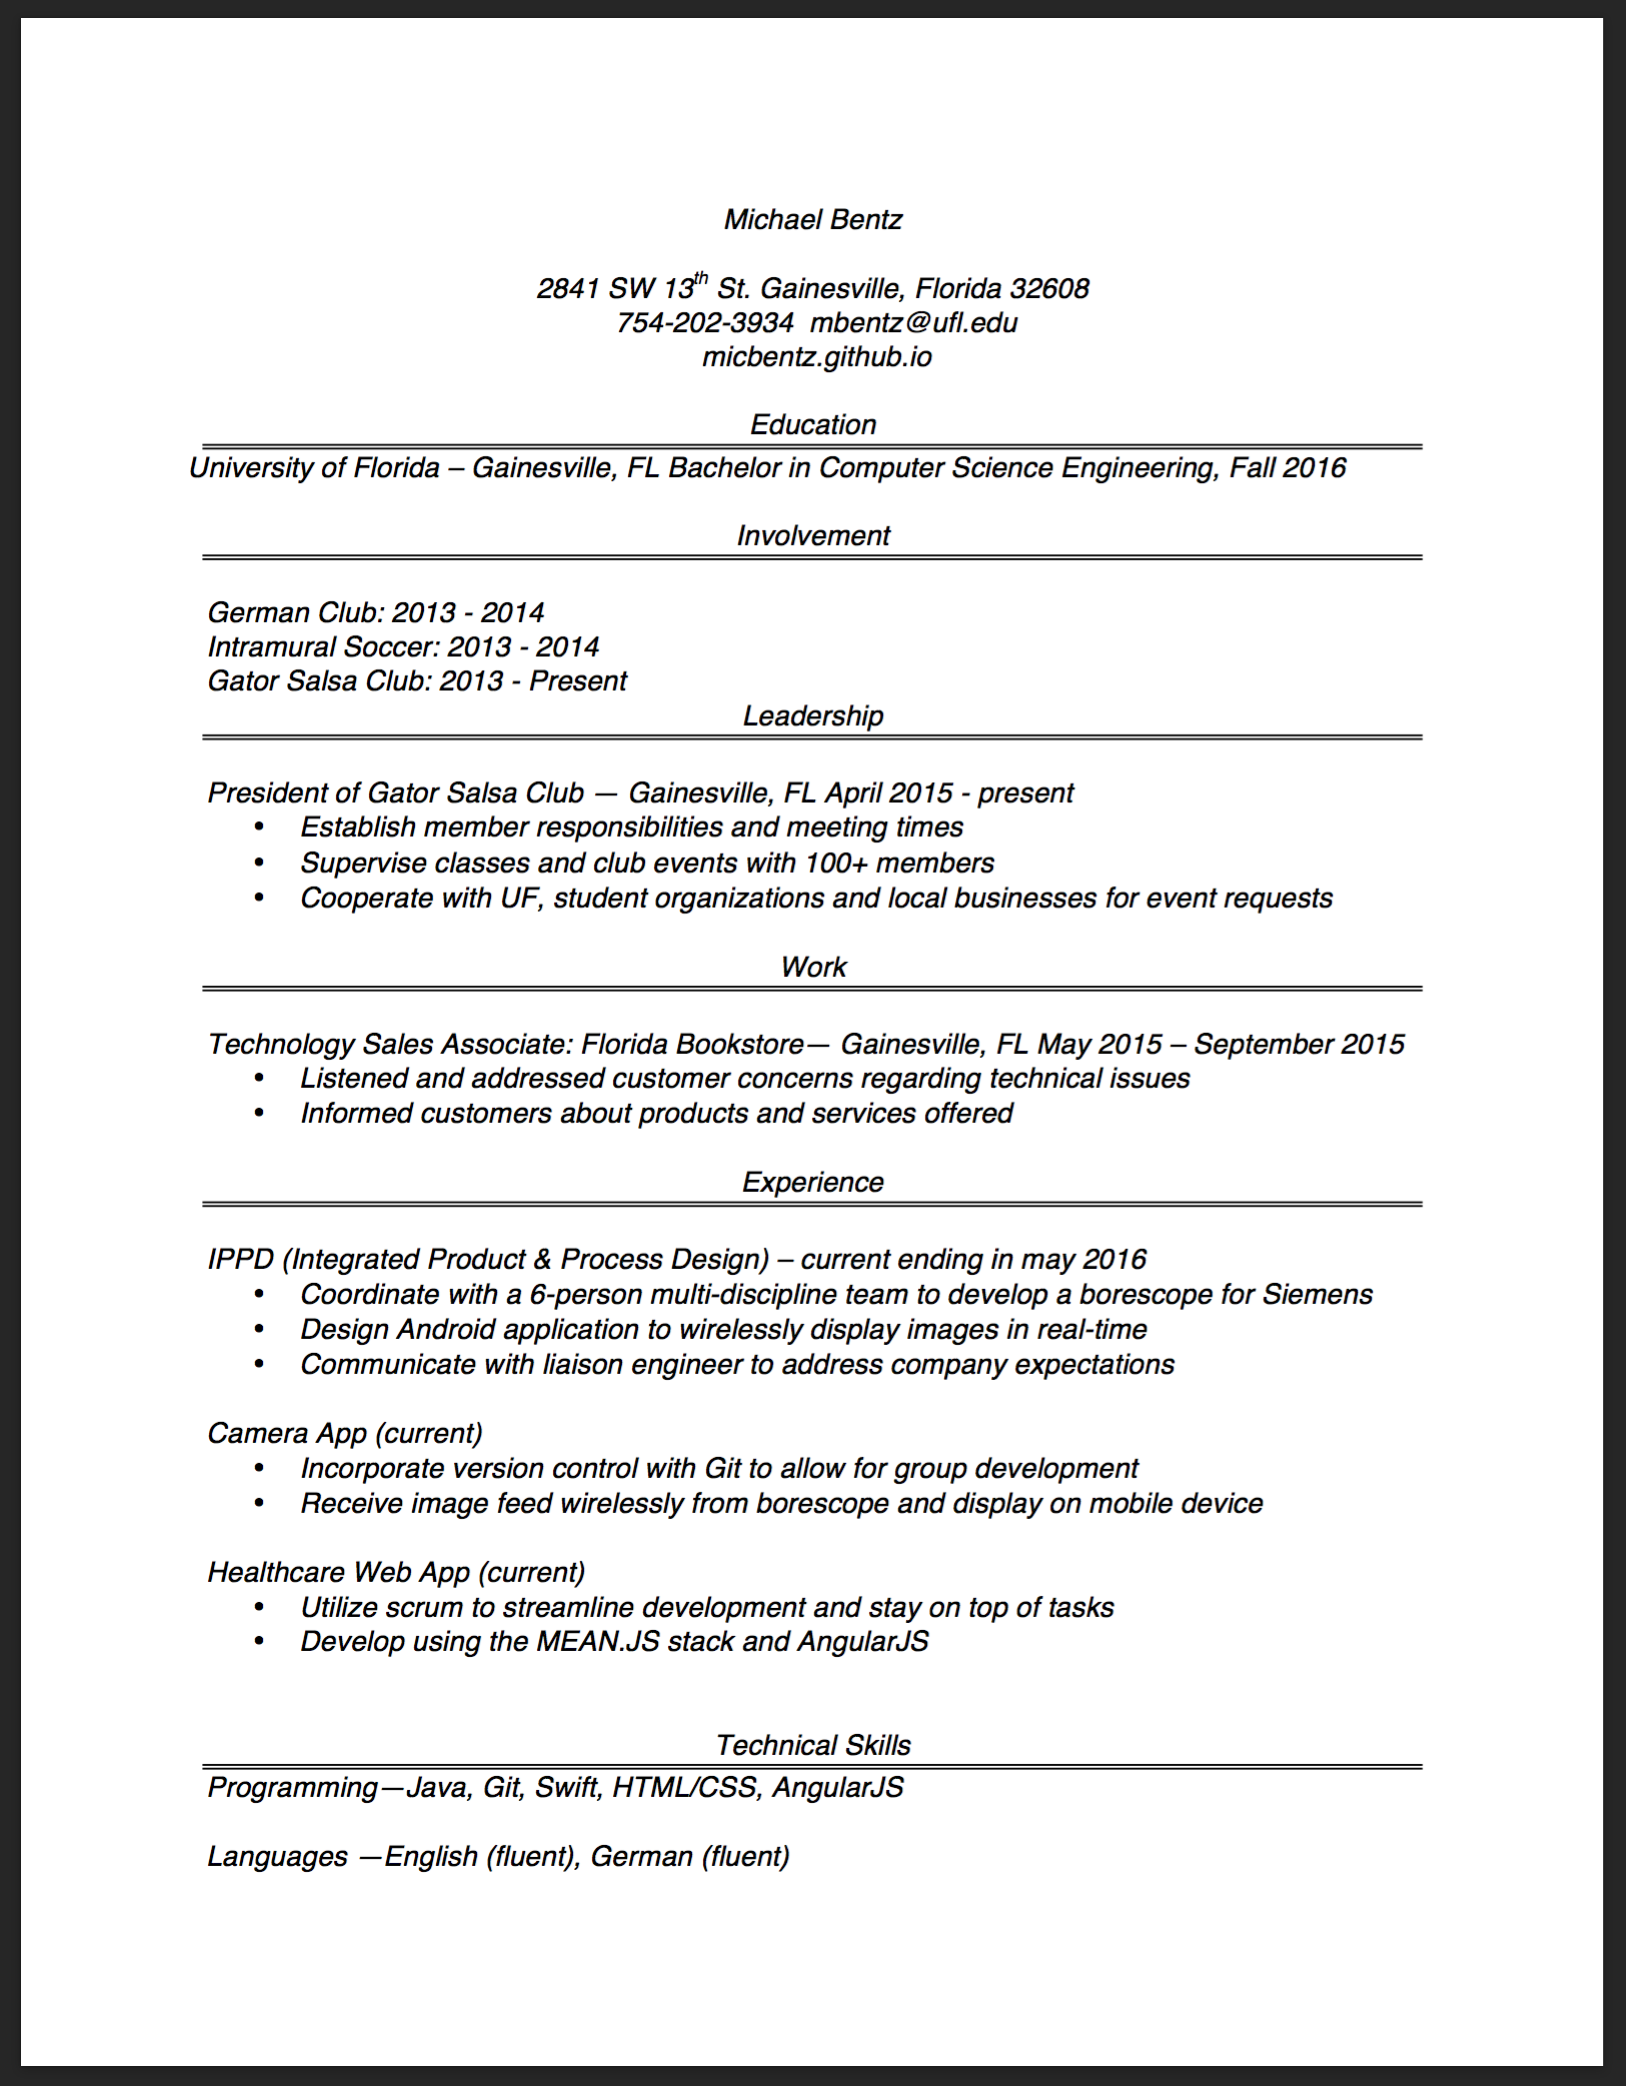 Michael Bentz
2841 SW 13th St. Gainesville, Florida 32608
754-202-3934  mbentz@ufl.edu
micbentz.github.io
Education
University of Florida – Gainesville, FL Bachelor in Computer Science Engineering, Fall 2016
Involvement
German Club: 2013 - 2014
Intramural Soccer: 2013 - 2014
Gator Salsa Club: 2013 - Present
Leadership
President of Gator Salsa Club — Gainesville, FL April 2015 - present
• Establish member responsibilities and meeting times
• Supervise classes and club events with 100+ members
• Cooperate with UF, student organizations and local businesses for event requests
Work
Technology Sales Associate: Florida Bookstore— Gainesville, FL May 2015 – September 2015
• Listened and addressed customer concerns regarding technical issues
• Informed customers about products and services offered
Experience
IPPD (Integrated Product & Process Design) – current ending in may 2016
• Coordinate with a 6-person multi-discipline team to develop a borescope for Siemens
• Design Android application to wirelessly display images in real-time
• Communicate with liaison engineer to address company expectations
Camera App (current)
• Incorporate version control with Git to allow for group development
• Receive image feed wirelessly from borescope and display on mobile device
Healthcare Web App (current)
• Utilize scrum to streamline development and stay on top of tasks
• Develop using the MEAN.JS stack and AngularJS
Technical Skills
Programming—Java, Git, Swift, HTML/CSS, AngularJS
Languages —English (fluent), German (fluent)